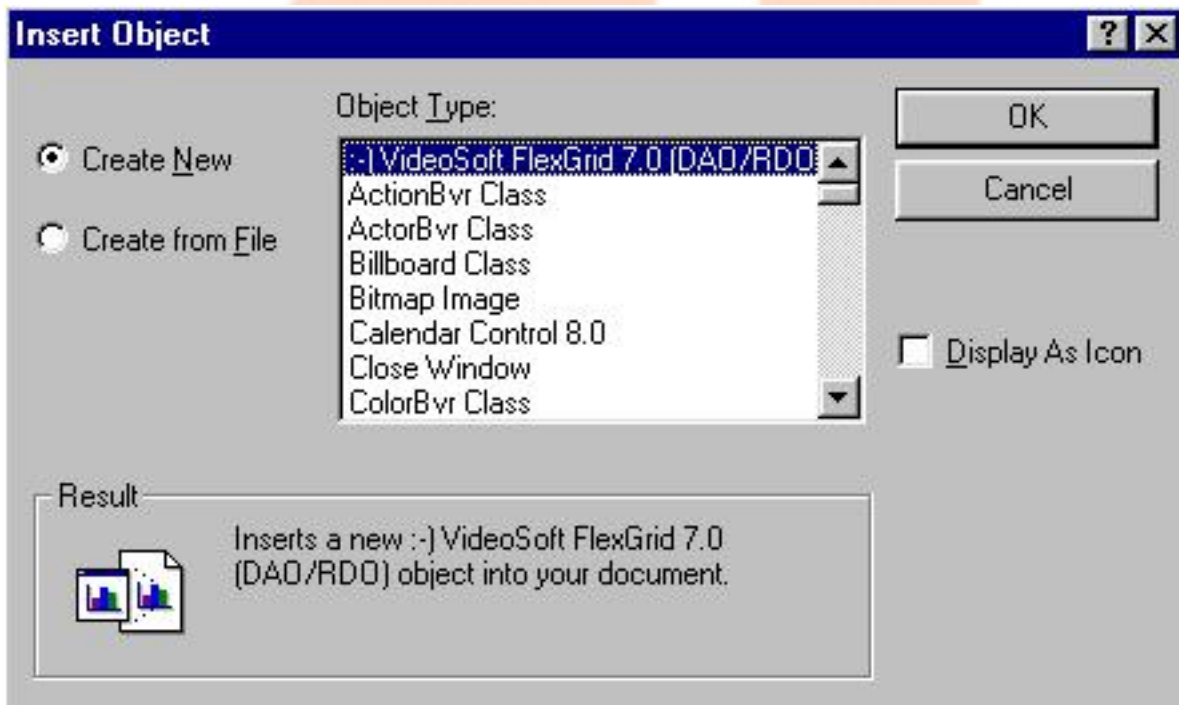 Insert Object
Object Type:
Create New
Create from File
:-) VideoSoft FlexGrid 7.0 (DAO/RDO
ActionBvr Class
ActorBvr Class
Billboard Class
Bitmap Image
Calendar Control 8.0
Close Window
ColorBvr Class
OK
Cancel
Display As Icon
Result
Inserts a new :-) VideoSoft FlexGrid 7.0
(DAO/RDO) object into your document.